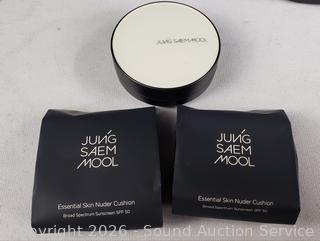 JUNG SAEM MOOL
JUNG
SAEM
MOOL
Essential Skin Nuder Cushion
Broad Spectrum Sunscreen SPF 50
JUNG
SAEM
MOOL
Essential Skin Nuder Cushion
Broad Spectrum Sunscreen SPF 50
Copyright 2026 - Sound Auction Service